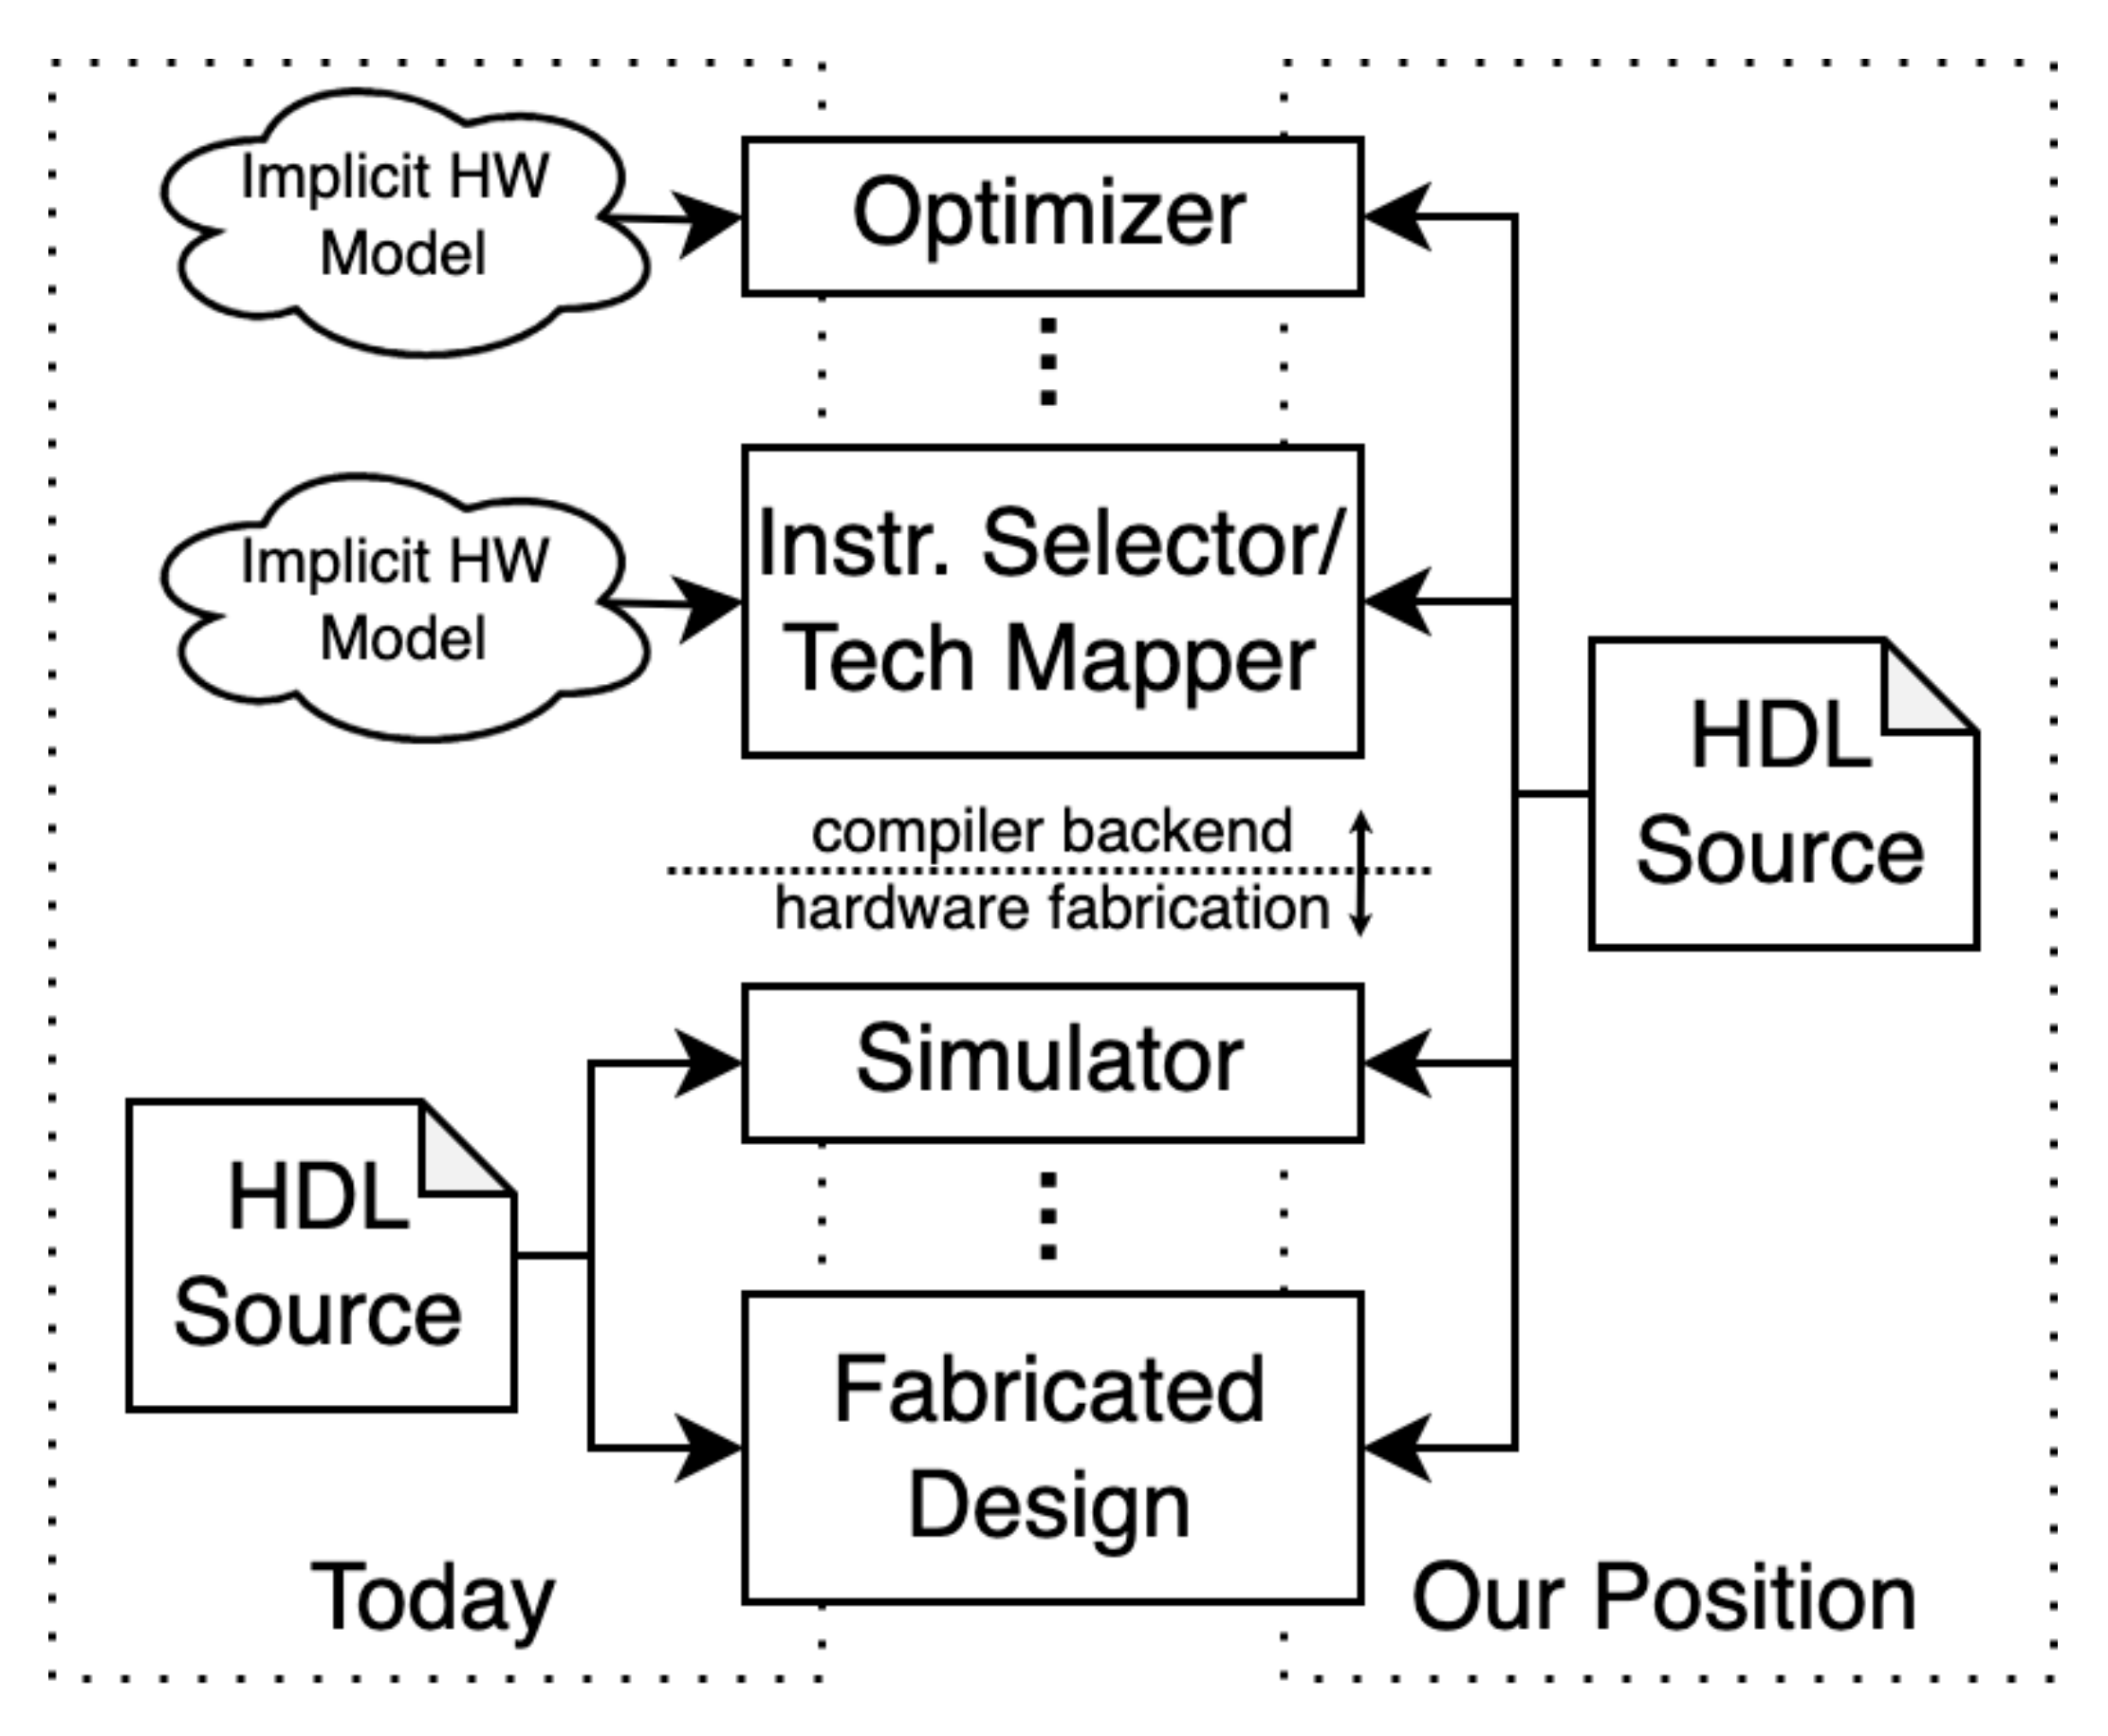 Implicit HW
Model
Optimizer
Implicit HW
Model
Instr. Selector/
Tech Mapper
HDL
Source
compiler backend
hardware fabrication
Simulator
HDL
Source
Fabricated
Design
Today
Our Position